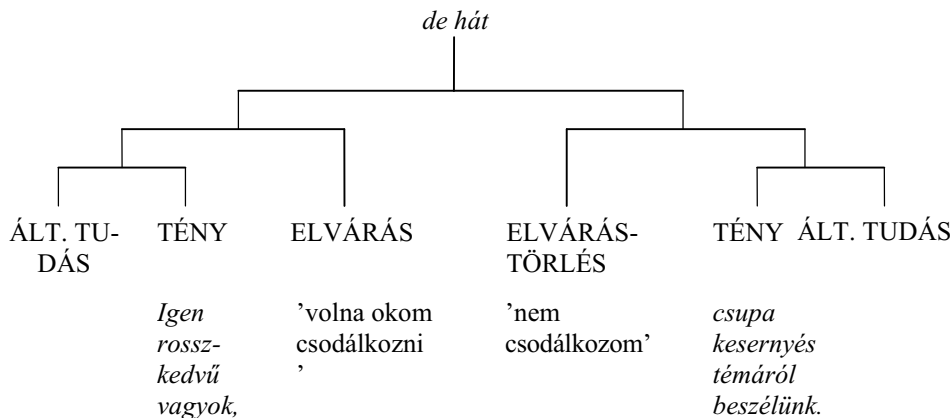 de hát
ÁLT. TU-
DÁS
TÉNY
ELVÁRÁS
ELVÁRÁS-
TÖRLÉS
TÉNY
ÁLT. TUDÁS
Igen
rossz-
kedvű
vagyok,
’volna okom
csodálkozni
’
’nem
csodálkozom’
csupa
kesernyés
témáról
beszélünk.